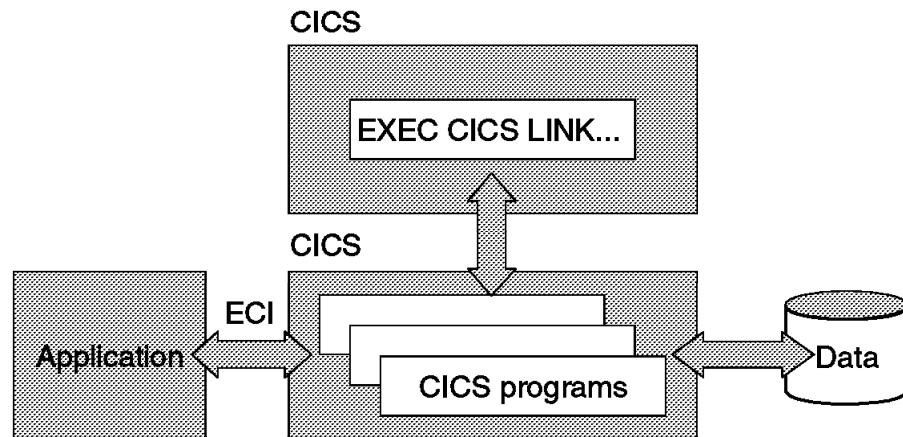 CICS
EXEC CICS LINK...
CICS
ECI
Application
Data
CICS programs